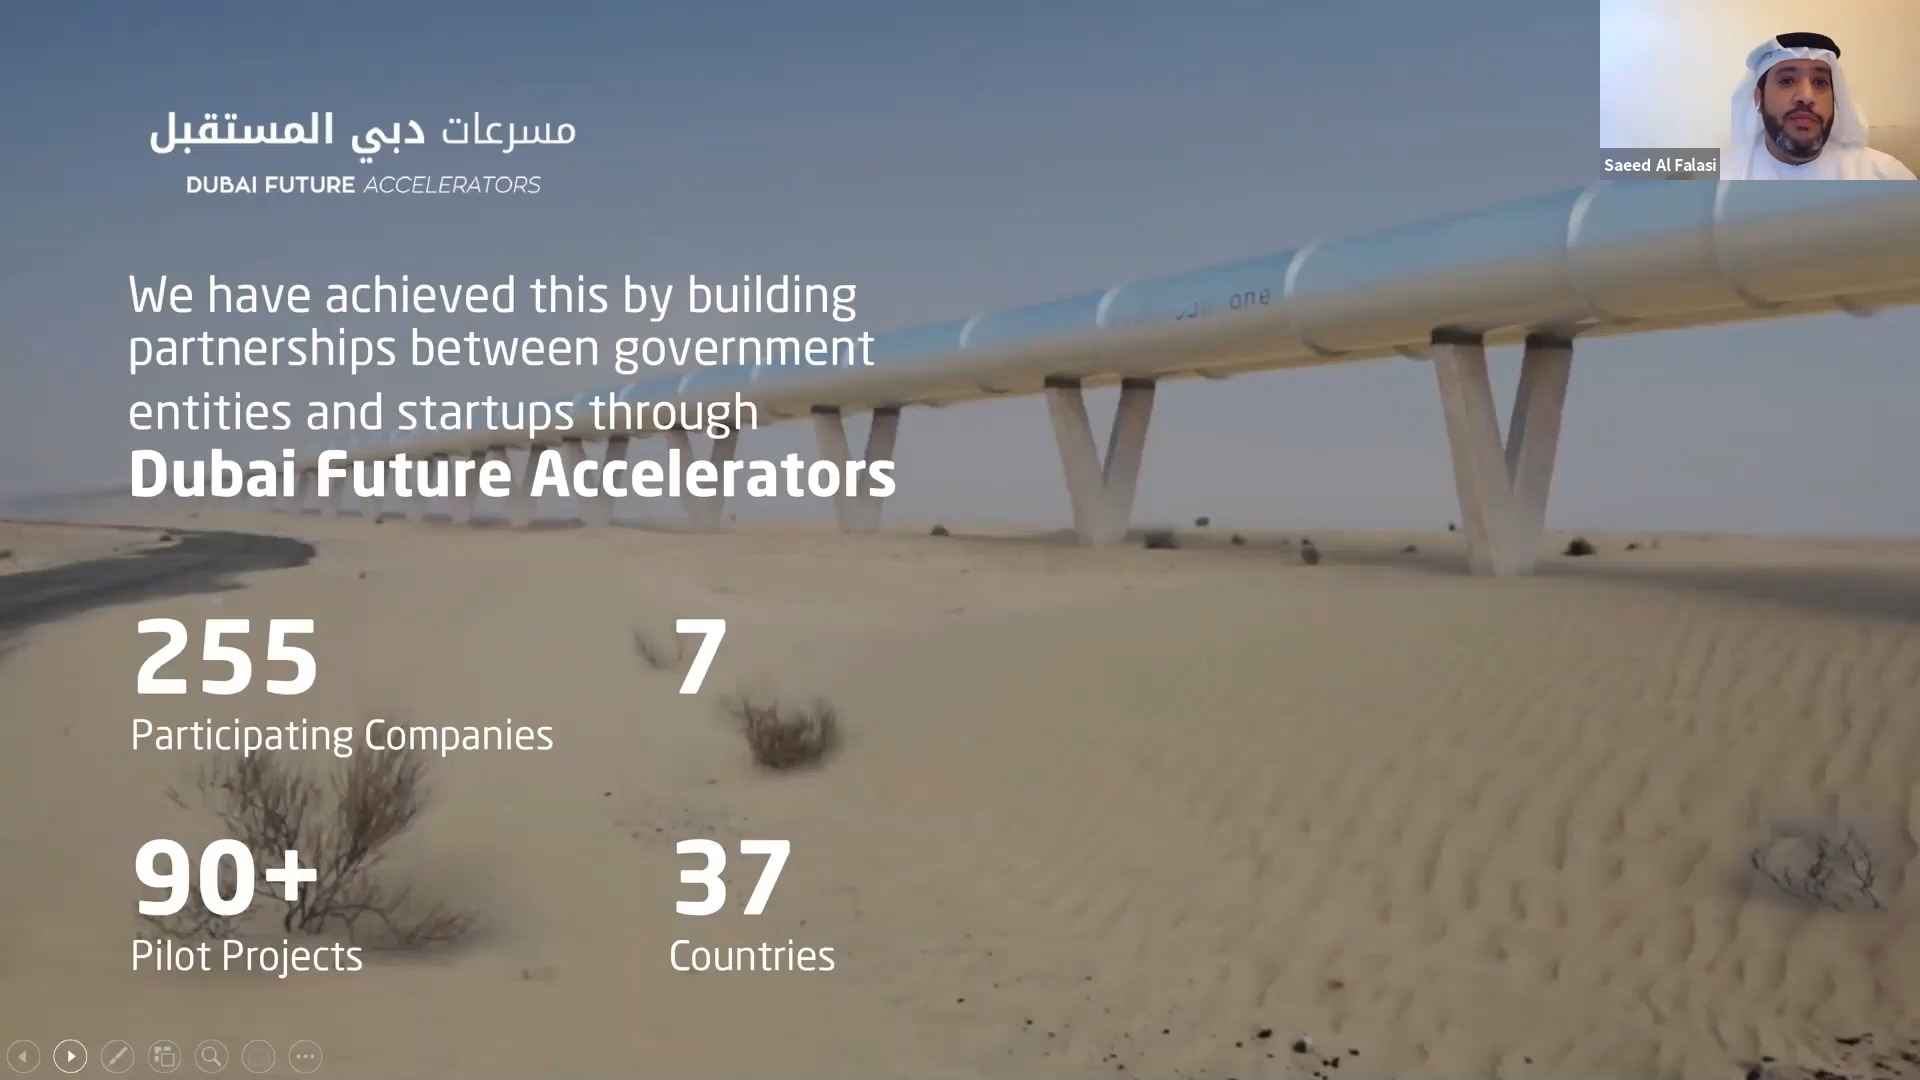 مسرعات دبي المستقبل
DUBAI FUTURE ACCELERATORS
Saeed Al Falasi
We have achieved this by building
partnerships between government
entities and startups through
Dubai Future Accelerators
one
255
Participating Companies
7
90+
Pilot Projects
37
Countries